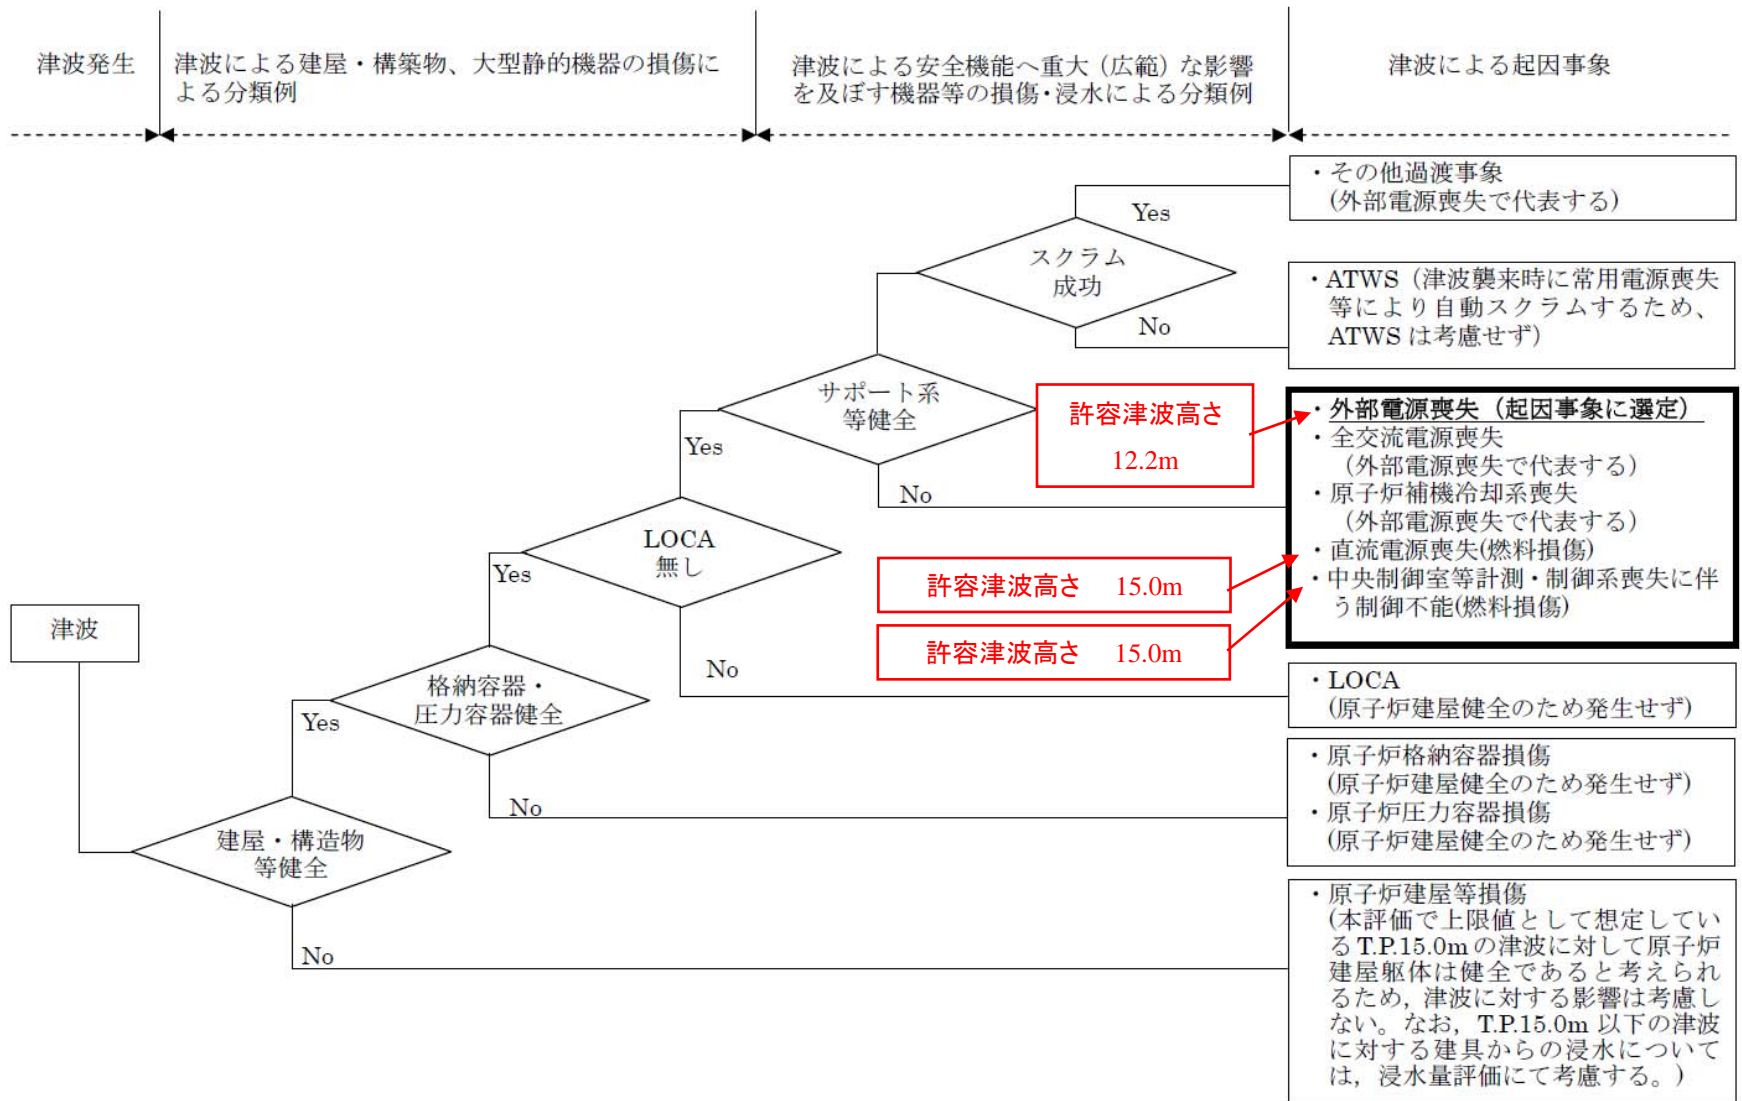 津波発生
津波による建屋・構築物、大型静的機器の損傷に
よる分類例
津波による安全機能へ重大（広範）な影響
を及ぼす機器等の損傷・浸水による分類例
津波による起因事象
・その他過渡事象
(外部電源喪失で代表する)
Yes
スクラム
成功
No
・ATWS（津波襲来時に常用電源喪失
等により自動スクラムするため、
ATWS は考慮せず）
サポート系
等健全
Yes
No
許容津波高さ
12.2m
・外部電源喪失（起因事象に選定）
・全交流電源喪失
（外部電源喪失で代表する）
・原子炉補機冷却系喪失
（外部電源喪失で代表する）
・直流電源喪失(燃料損傷)
・中央制御室等計測・制御系喪失に伴
う制御不能(燃料損傷)
LOCA
無し
Yes
No
許容津波高さ　15.0m
許容津波高さ　15.0m
・LOCA
(原子炉建屋健全のため発生せず)
津波
格納容器・
圧力容器健全
Yes
No
・原子炉格納容器損傷
(原子炉建屋健全のため発生せず)
・原子炉圧力容器損傷
(原子炉建屋健全のため発生せず)
建屋・構造物
等健全
No
・原子炉建屋等損傷
(本評価で上限値として想定してい
る T.P.15.0m の津波に対して原子炉
建屋躯体は健全であると考えられ
るため，津波に対する影響は考慮し
ない。なお，T.P.15.0m 以下の津波
に対する建具からの浸水について
は，浸水量評価にて考慮する。)